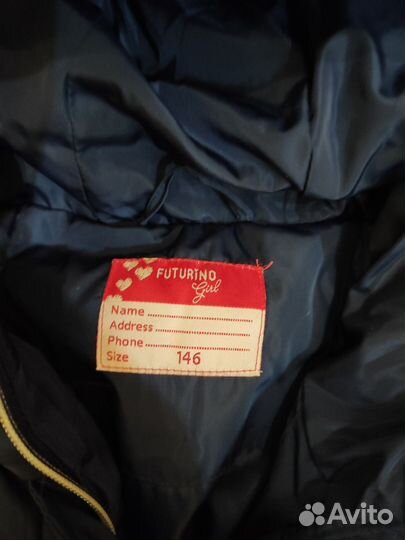 FUTURiNO
Girl
Name
Address
Phone
Size 146
Avito